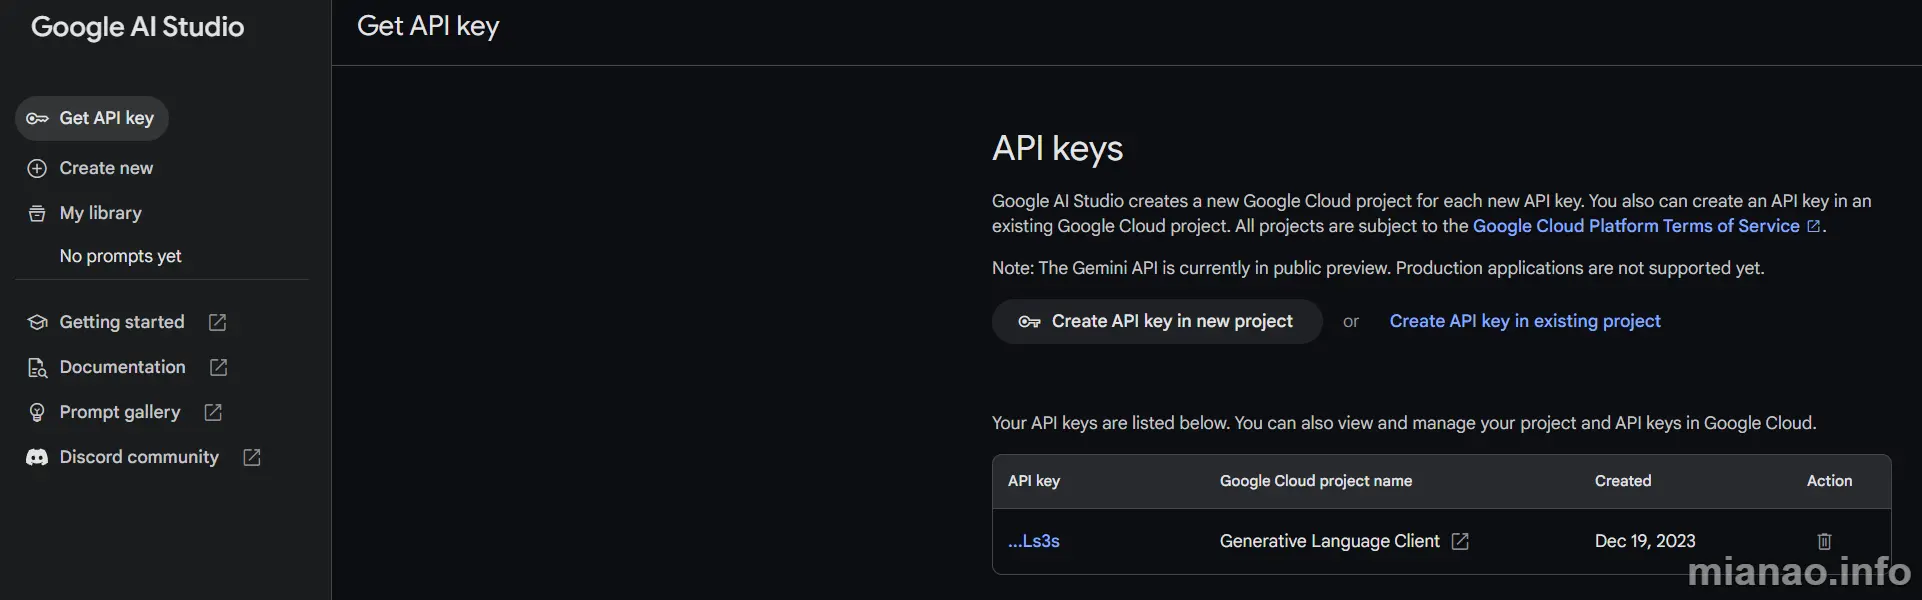 Google AI Studio
Get API key
Create new
My library
No prompts yet
Getting started
Documentation
Prompt gallery
Discord community
Get API key
API keys
Google AI Studio creates a new Google Cloud project for each new API key. You also can create an API key in an
existing Google Cloud project. All projects are subject to the Google Cloud Platform Terms of Service.
Note: The Gemini API is currently in public preview. Production applications are not supported yet.
Create API key in new project or Create API key in existing project
Your API keys are listed below. You can also view and manage your project and API keys in Google Cloud.
API key Google Cloud project name Created Action
...Ls3s Generative Language Client Dec 19, 2023
mianao.info